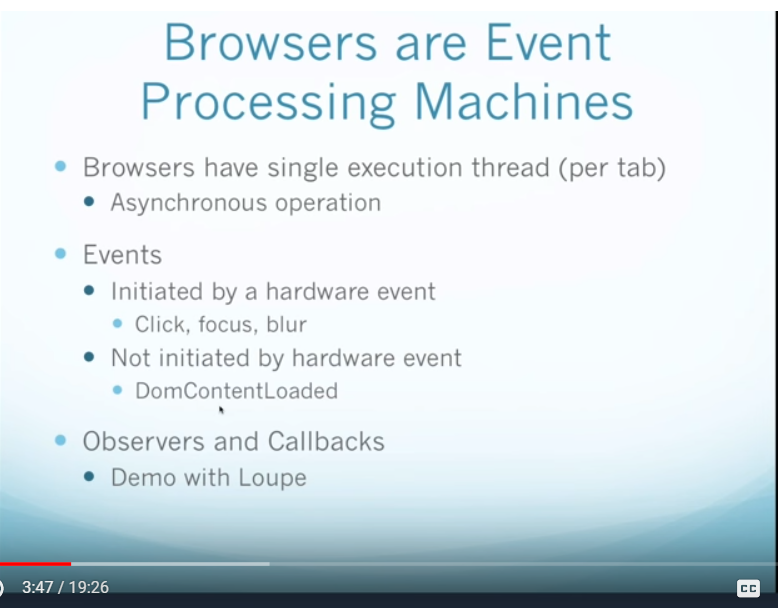 Browsers are Event
Processing Machines
Browsers have single execution thread (per tab)
Asynchronous operation
Events
Initiated by a hardware event
Click, focus, blur
Not initiated by hardware event
DomContentLoaded
Observers and Callbacks
Demo with Loupe
3:47 / 19:26
CC